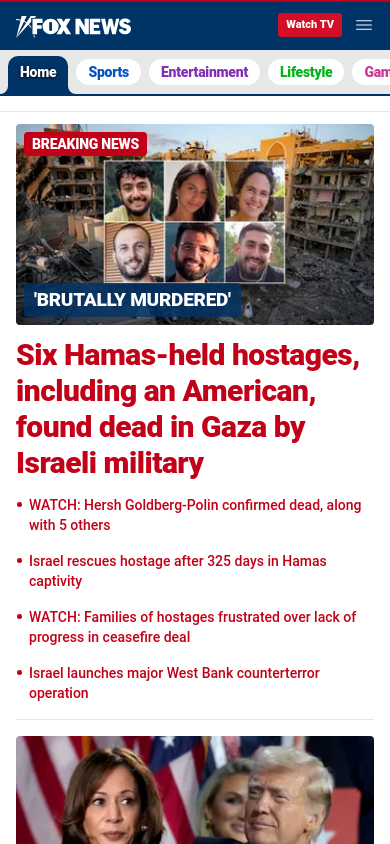 FOX NEWS
Watch TV
Home
Sports
Entertainment
Lifestyle
BREAKING NEWS
'BRUTALLY MURDERED'
Six Hamas-held hostages,
including an American,
found dead in Gaza by
Israeli military
• WATCH: Hersh Goldberg-Polin confirmed dead, along
with 5 others
• Israel rescues hostage after 325 days in Hamas
captivity
• WATCH: Families of hostages frustrated over lack of
progress in ceasefire deal
• Israel launches major West Bank counterterror
operation